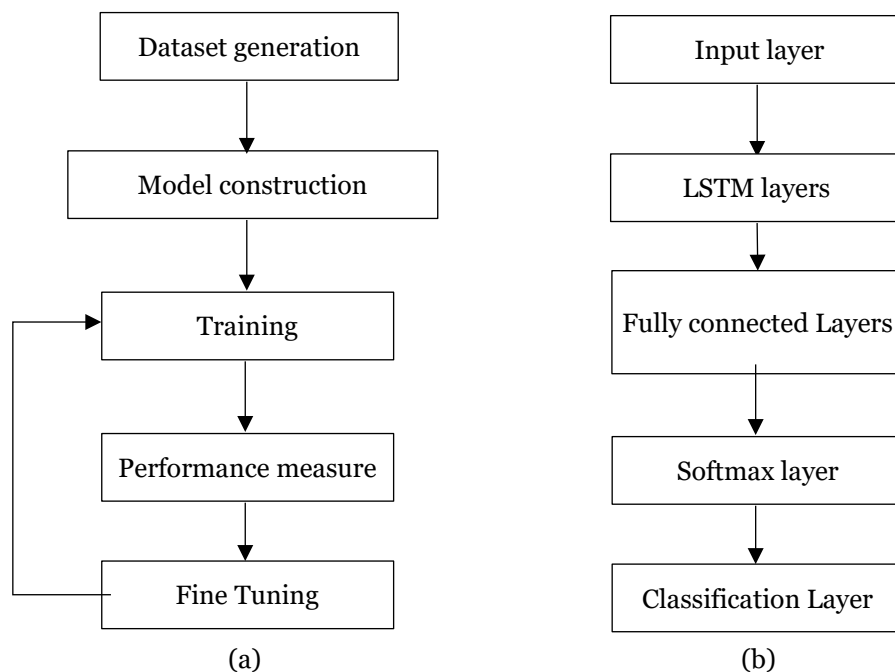 Dataset generation
Model construction
Training
Performance measure
Fine Tuning
(a)
Input layer
LSTM layers
Fully connected Layers
Softmax layer
Classification Layer
(b)